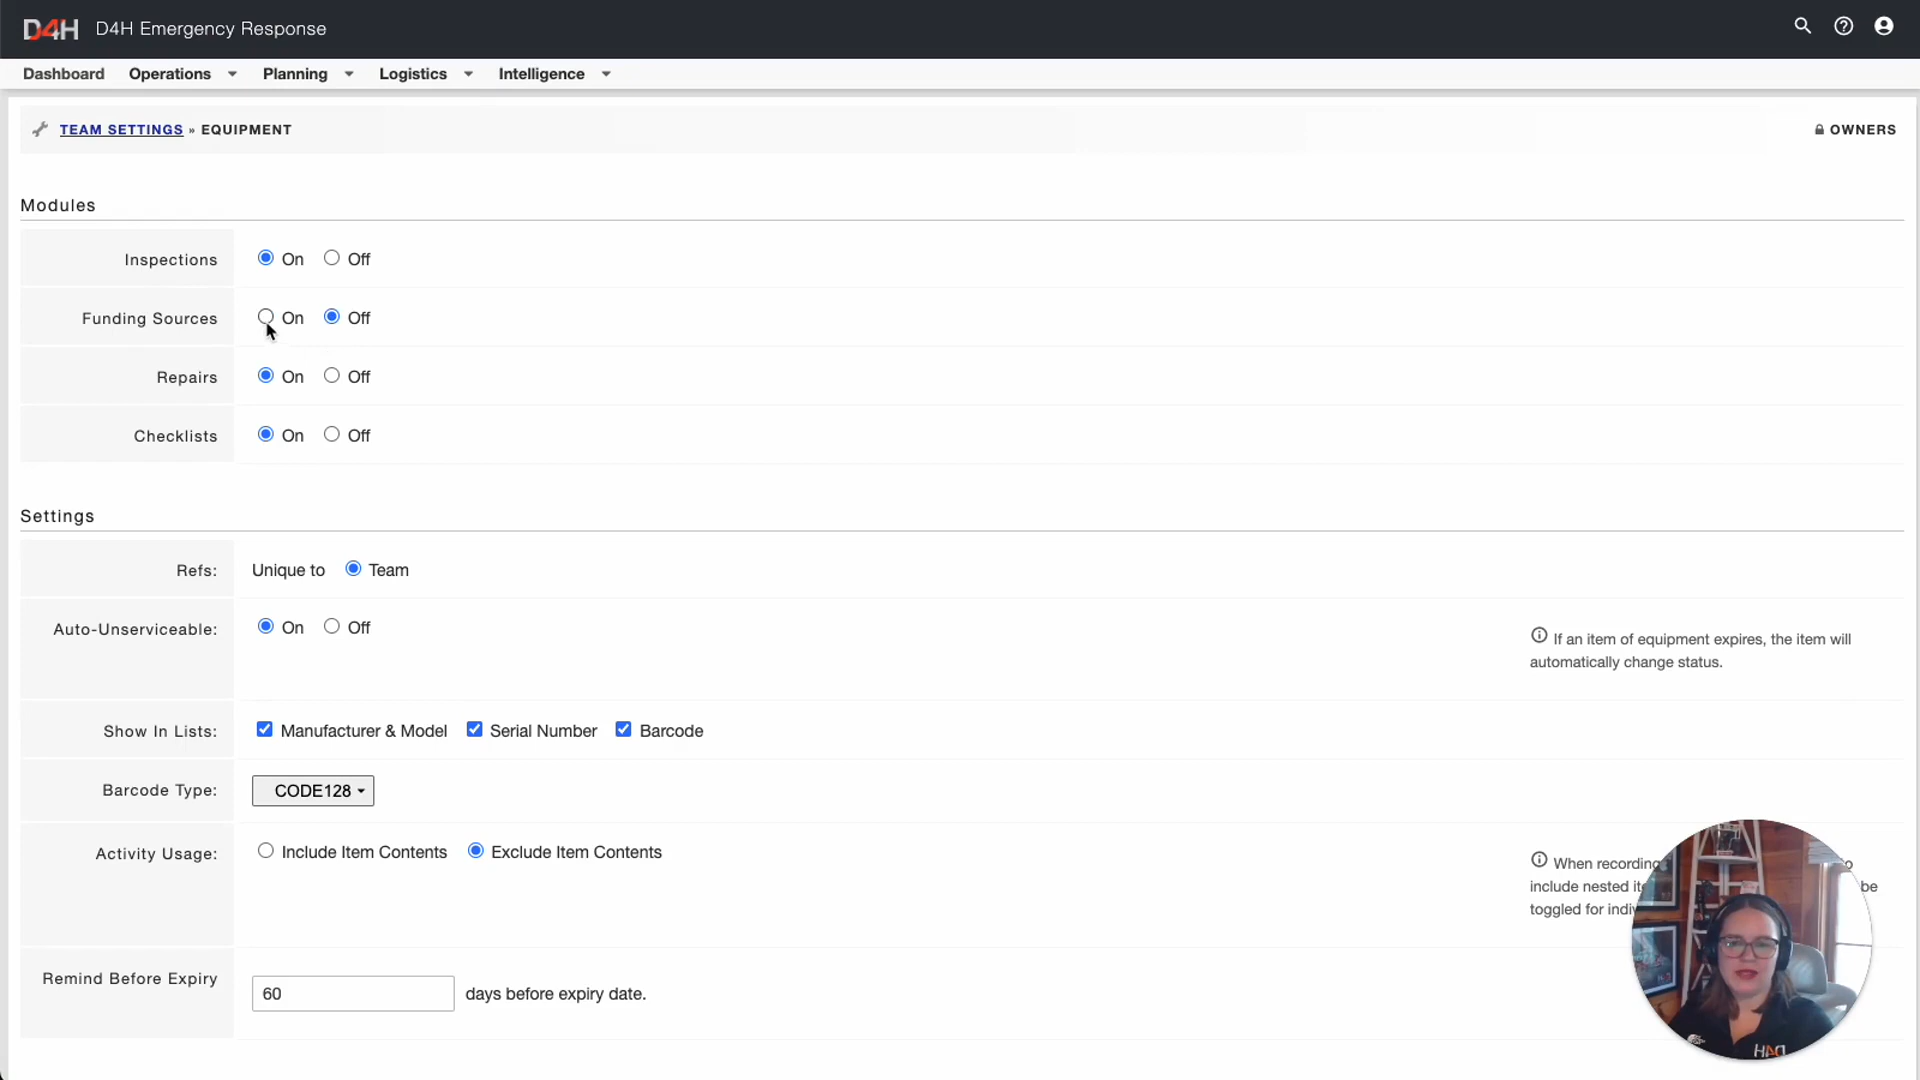 D4H D4H Emergency Response
Dashboard Operations Planning Logistics Intelligence
TEAM SETTINGS » EQUIPMENT OWNERS
Modules
Inspections On Off
Funding Sources On Off
Repairs On Off
Checklists On Off
Settings
Refs: Unique to Team
Auto-Unserviceable: On Off
If an item of equipment expires, the item will
automatically change status.
Show In Lists: Manufacturer & Model Serial Number Barcode
Barcode Type: CODE128
Activity Usage: Include Item Contents Exclude Item Contents
When recording
include nested be
toggled for
Remind Before Expiry 60 days before expiry date.